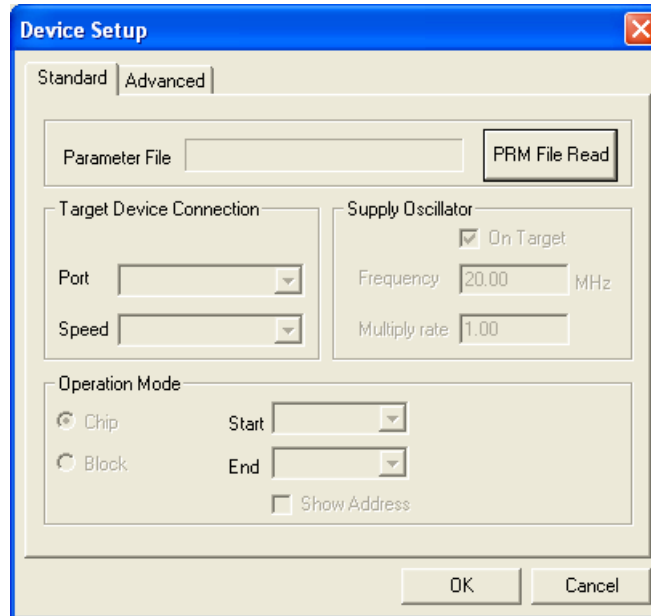 Device Setup
Standard Advanced
Parameter File PRM File Read
Target Device Connection
Port
Speed
Supply Oscillator
On Target
Frequency 20.00 MHz
Multiply rate 1.00
Operation Mode
Chip Start
Block End
Show Address
OK Cancel